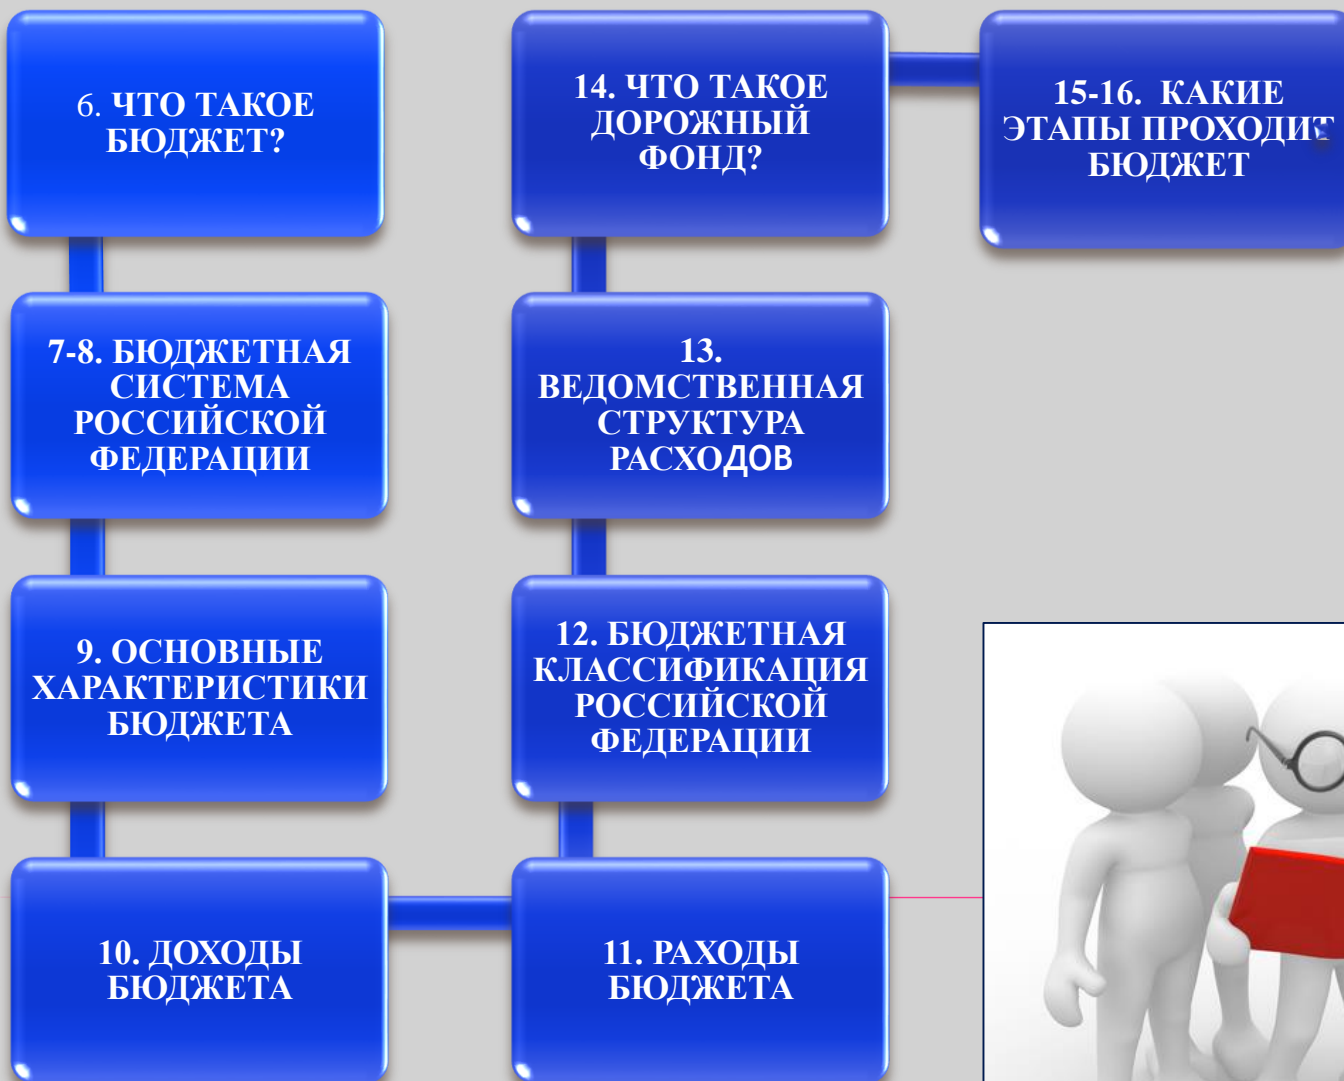 6. ЧТО ТАКОЕ
БЮДЖЕТ?
7-8. БЮДЖЕТНАЯ
СИСТЕМА
РОССИЙСКОЙ
ФЕДЕРАЦИИ
9. ОСНОВНЫЕ
ХАРАКТЕРИСТИКИ
БЮДЖЕТА
10. ДОХОДЫ
БЮДЖЕТА
11. РАХОДЫ
БЮДЖЕТА
12. БЮДЖЕТНАЯ
КЛАССИФИКАЦИЯ
РОССИЙСКОЙ
ФЕДЕРАЦИИ
13.
ВЕДОМСТВЕННАЯ
СТРУКТУРА
РАСХОДОВ
14. ЧТО ТАКОЕ
ДОРОЖНЫЙ
ФОНД?
15-16. КАКИЕ
ЭТАПЫ ПРОХОДИТ
БЮДЖЕТ